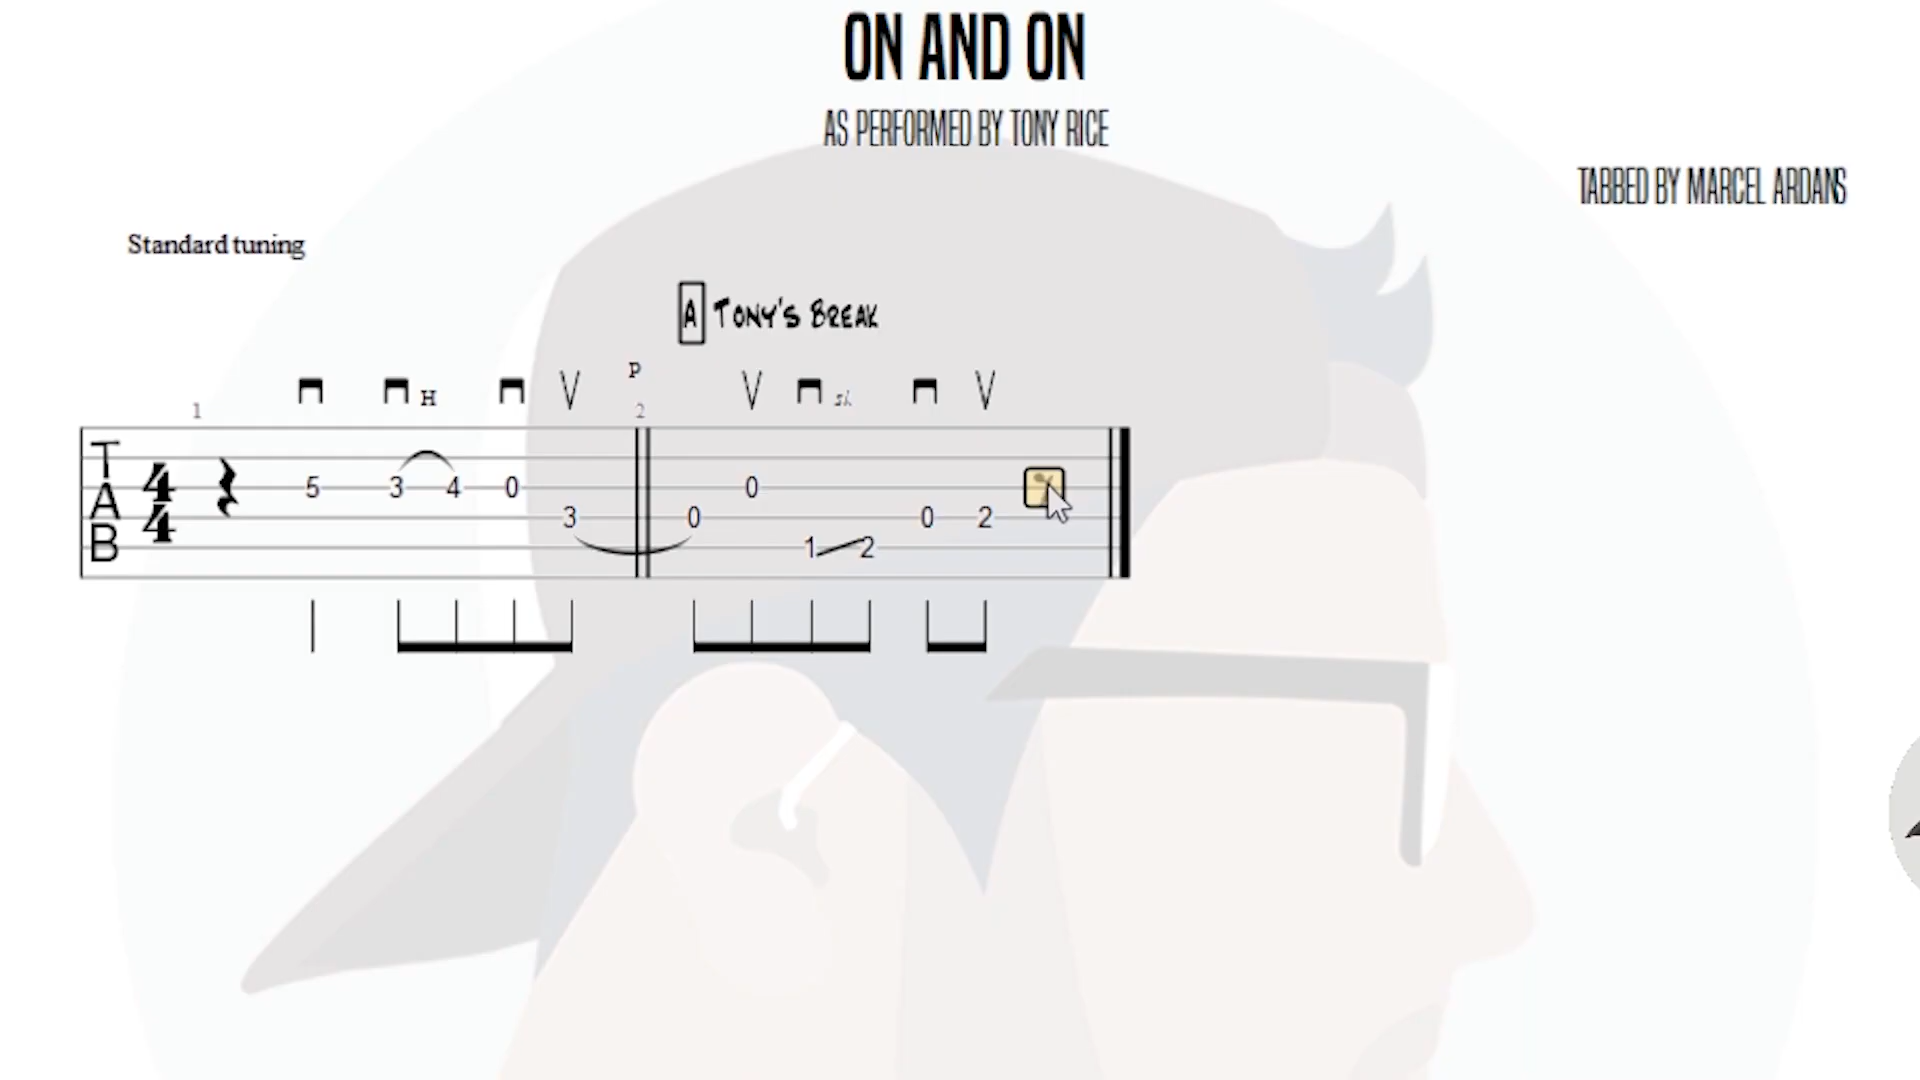 ON AND ON
AS PERFORMED BY TONY RICE
TABBED BY MARCEL ARDANS
Standard tuning
A TONY'S BREAK
P
H sl.
1 2
T A B
4 4
5 3 4 0 0
3 0 0 2
1 2